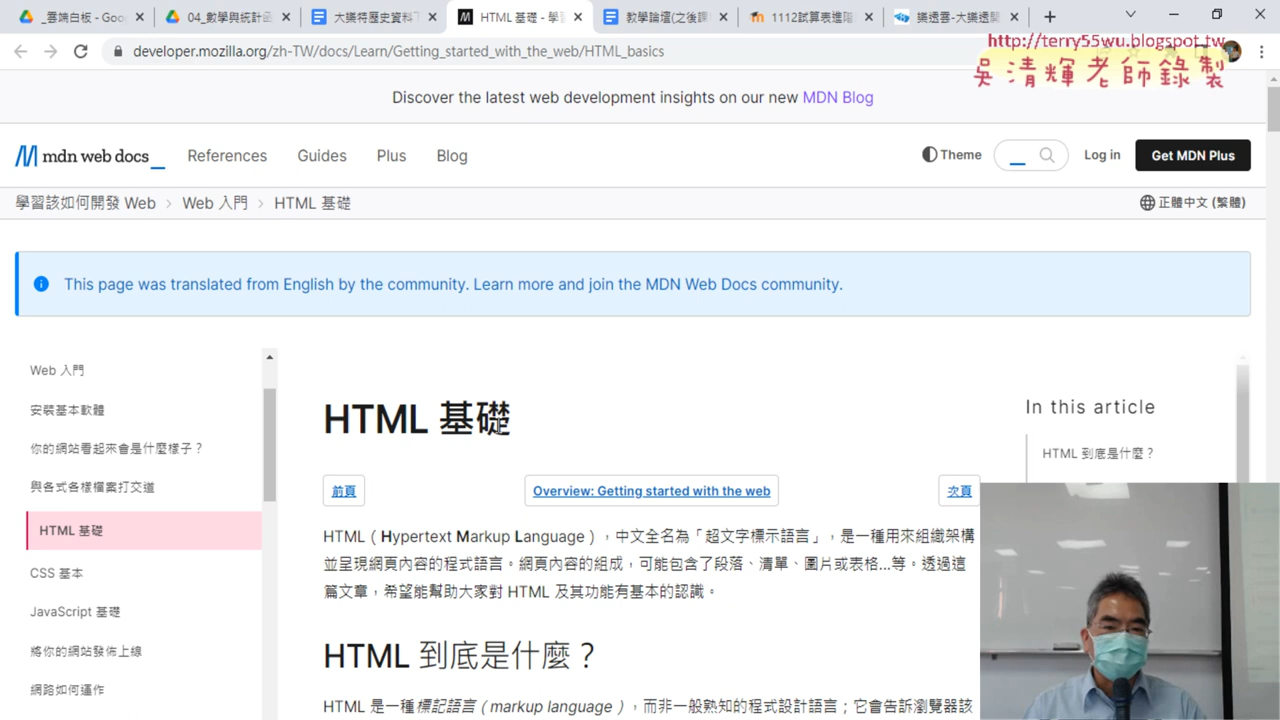 _雲端白板 - Goo
04_數學與統計函
大樂特歷史資料下
HTML 基礎 - 學習
教學論壇(之後課
1112試算表進階
樂透雲-大樂透開
developer.mozilla.org/zh-TW/docs/Learn/Getting_started_with_the_web/HTML_basics
http://terry55wu.blogspot.tw
吳清輝老師錄製
Discover the latest web development insights on our new MDN Blog
mdn web docs_
References
Guides
Plus
Blog
Theme
Log in
Get MDN Plus
學習該如何開發 Web › Web 入門 › HTML 基礎
正體中文 (繁體)
This page was translated from English by the community. Learn more and join the MDN Web Docs community.
Web 入門
安裝基本軟體
你的網站看起來會是什麼樣子？
與各式各樣檔案打交道
HTML 基礎
CSS 基本
JavaScript 基礎
將你的網站發佈上線
網路如何運作
HTML 基礎
前頁
Overview: Getting started with the web
次頁
HTML（Hypertext Markup Language），中文全名為「超文字標示語言」，是一種用來組織架構
並呈現網頁內容的程式語言。網頁內容的組成，可能包含了段落、清單、圖片或表格...等。透過這
篇文章，希望能幫助大家對 HTML 及其功能有基本的認識。
HTML 到底是什麼？
HTML 是一種標記語言（markup language），而非一般熟知的程式設計語言；它會告訴瀏覽器該
In this article
HTML 到底是什麼？